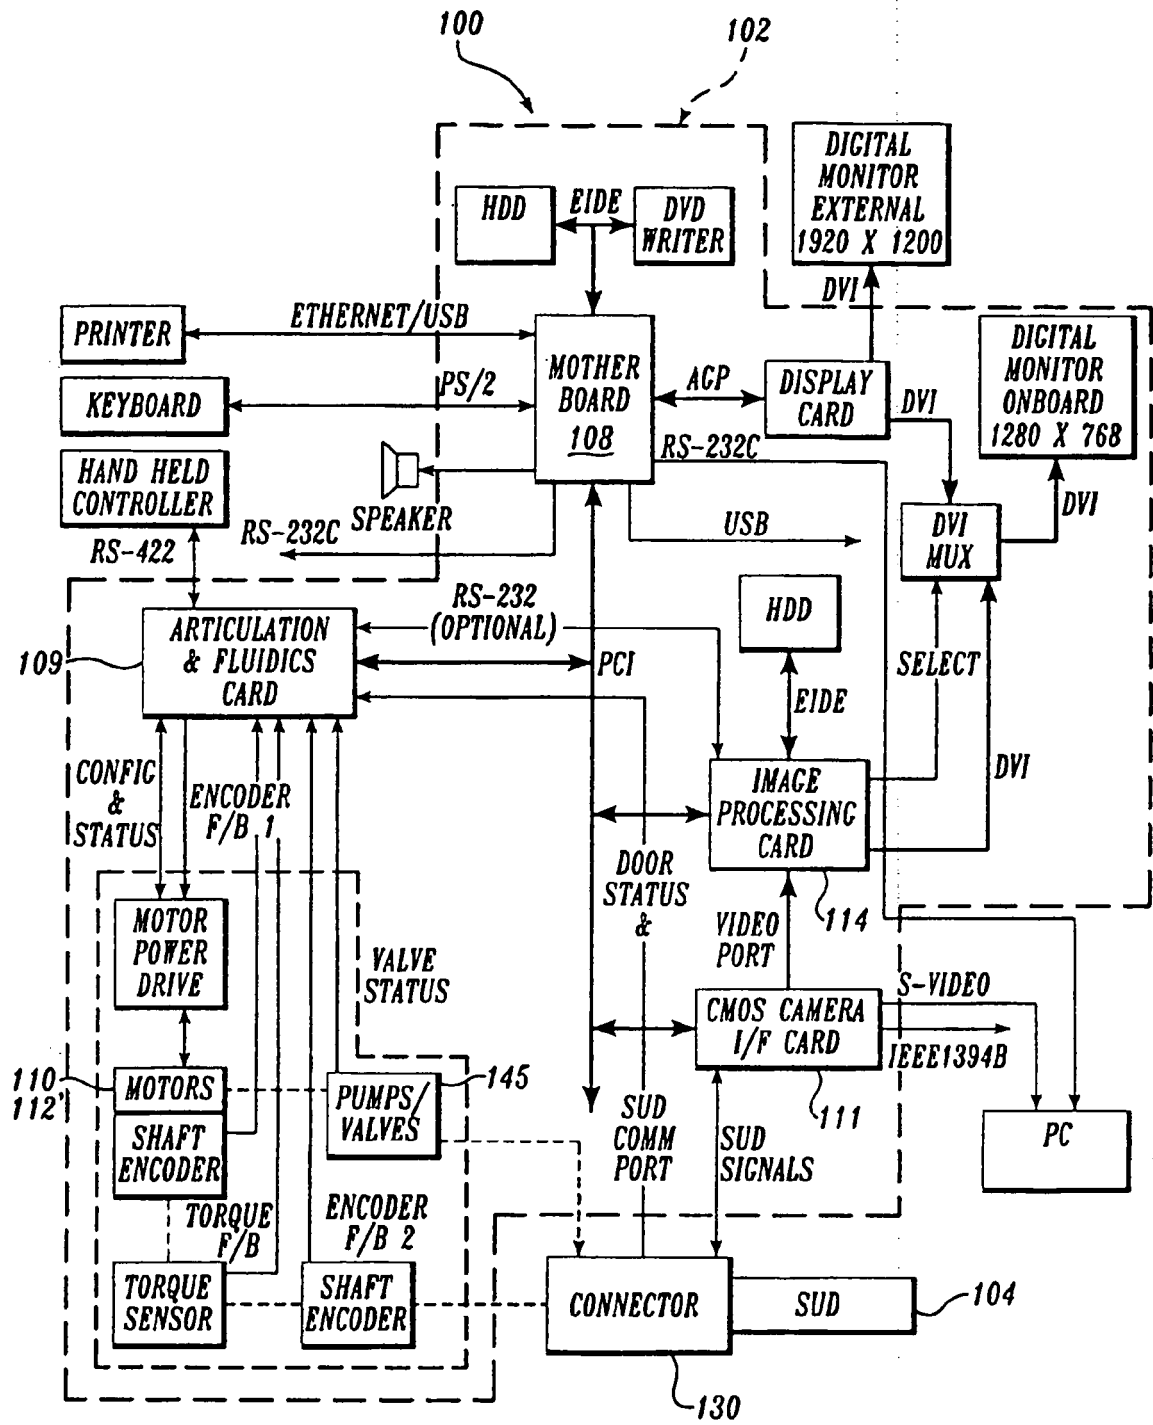 100
102
DIGITAL
MONITOR
EXTERNAL
1920 X 1200
HDD
EIDE
DVD
WRITER
DVI
PRINTER
ETHERNET/USB
MOTHER
BOARD
108
DIGITAL
MONITOR
ONBOARD
1280 X 768
KEYBOARD
PS/2
AGP
DISPLAY
CARD
DVI
HAND HELD
CONTROLLER
SPEAKER
RS-232C
DVI
RS-422
RS-232C
USB
DVI
MUX
109
ARTICULATION
& FLUIDICS
CARD
RS-232
(OPTIONAL)
PCI
HDD
SELECT
EIDE
CONFIG
&
STATUS
ENCODER
F/B 1
IMAGE
PROCESSING
CARD
DVI
DOOR
STATUS
&
114
MOTOR
POWER
DRIVE
VALVE
STATUS
VIDEO
PORT
CMOS CAMERA
I/F CARD
S-VIDEO
IEEE1394B
110
112'
MOTORS
PUMPS/
VALVES
145
111
SHAFT
ENCODER
SUD
COMM
PORT
SUD
SIGNALS
PC
TORQUE
F/B
ENCODER
F/B 2
TORQUE
SENSOR
SHAFT
ENCODER
CONNECTOR
SUD
104
130